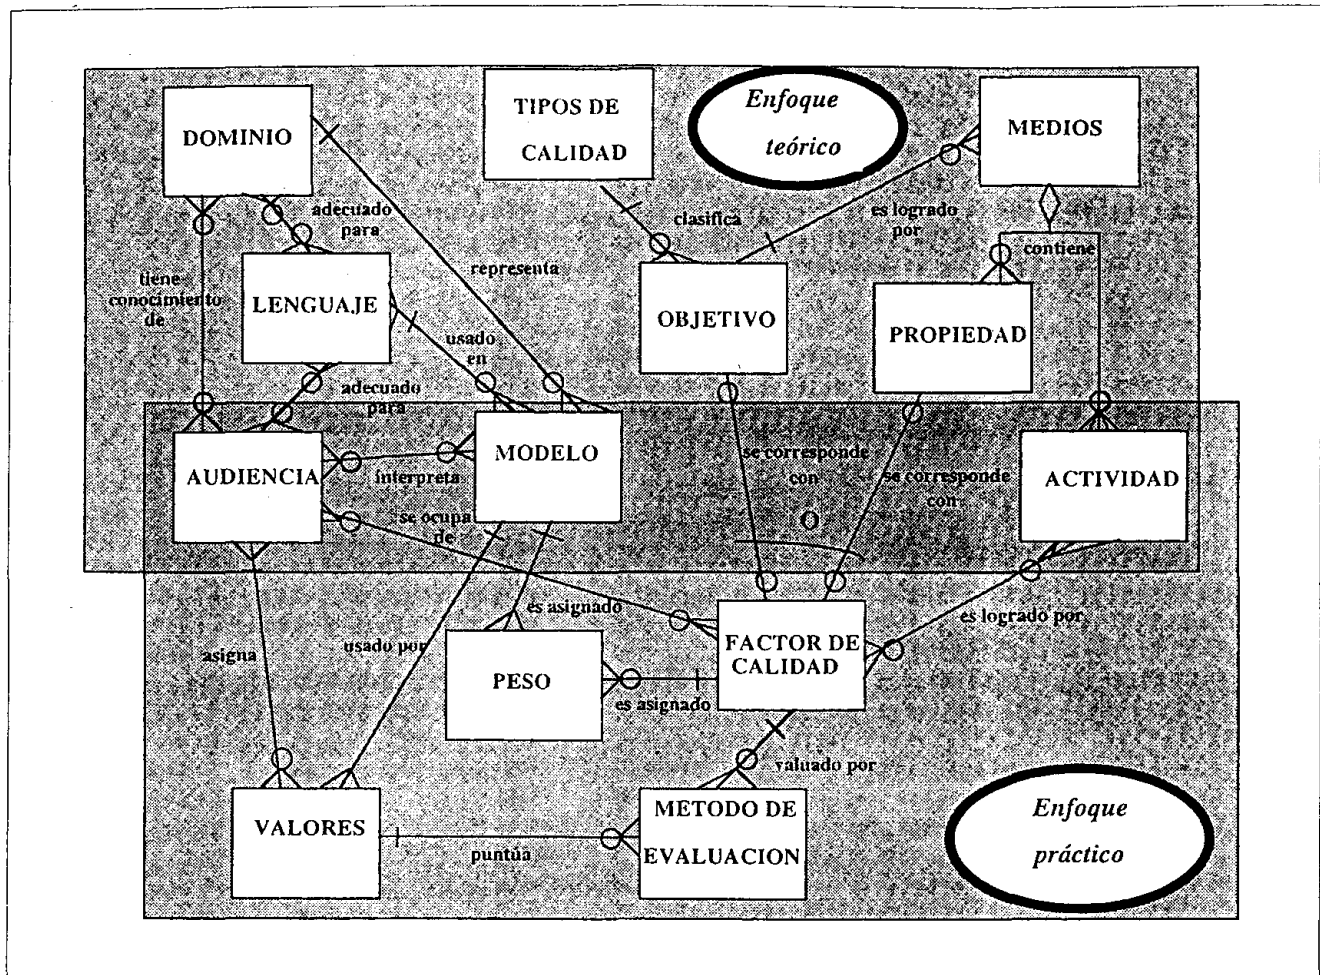 TIPOS DE
CALIDAD
Enfoque
teórico
MEDIOS
DOMINIO
adecuado
para
clasifica
es logrado
por
contiene
tiene
conocimiento
de
representa
LENGUAJE
OBJETIVO
PROPIEDAD
usado
en
adecuado
para
AUDIENCIA
interpreta
MODELO
se corresponde
con
se corresponde
con
ACTIVIDAD
se ocupa
de
O
es asignado
es logrado por
asigna
usado por
PESO
es asignado
FACTOR DE
CALIDAD
valuado por
VALORES
puntúa
METODO DE
EVALUACION
Enfoque
práctico